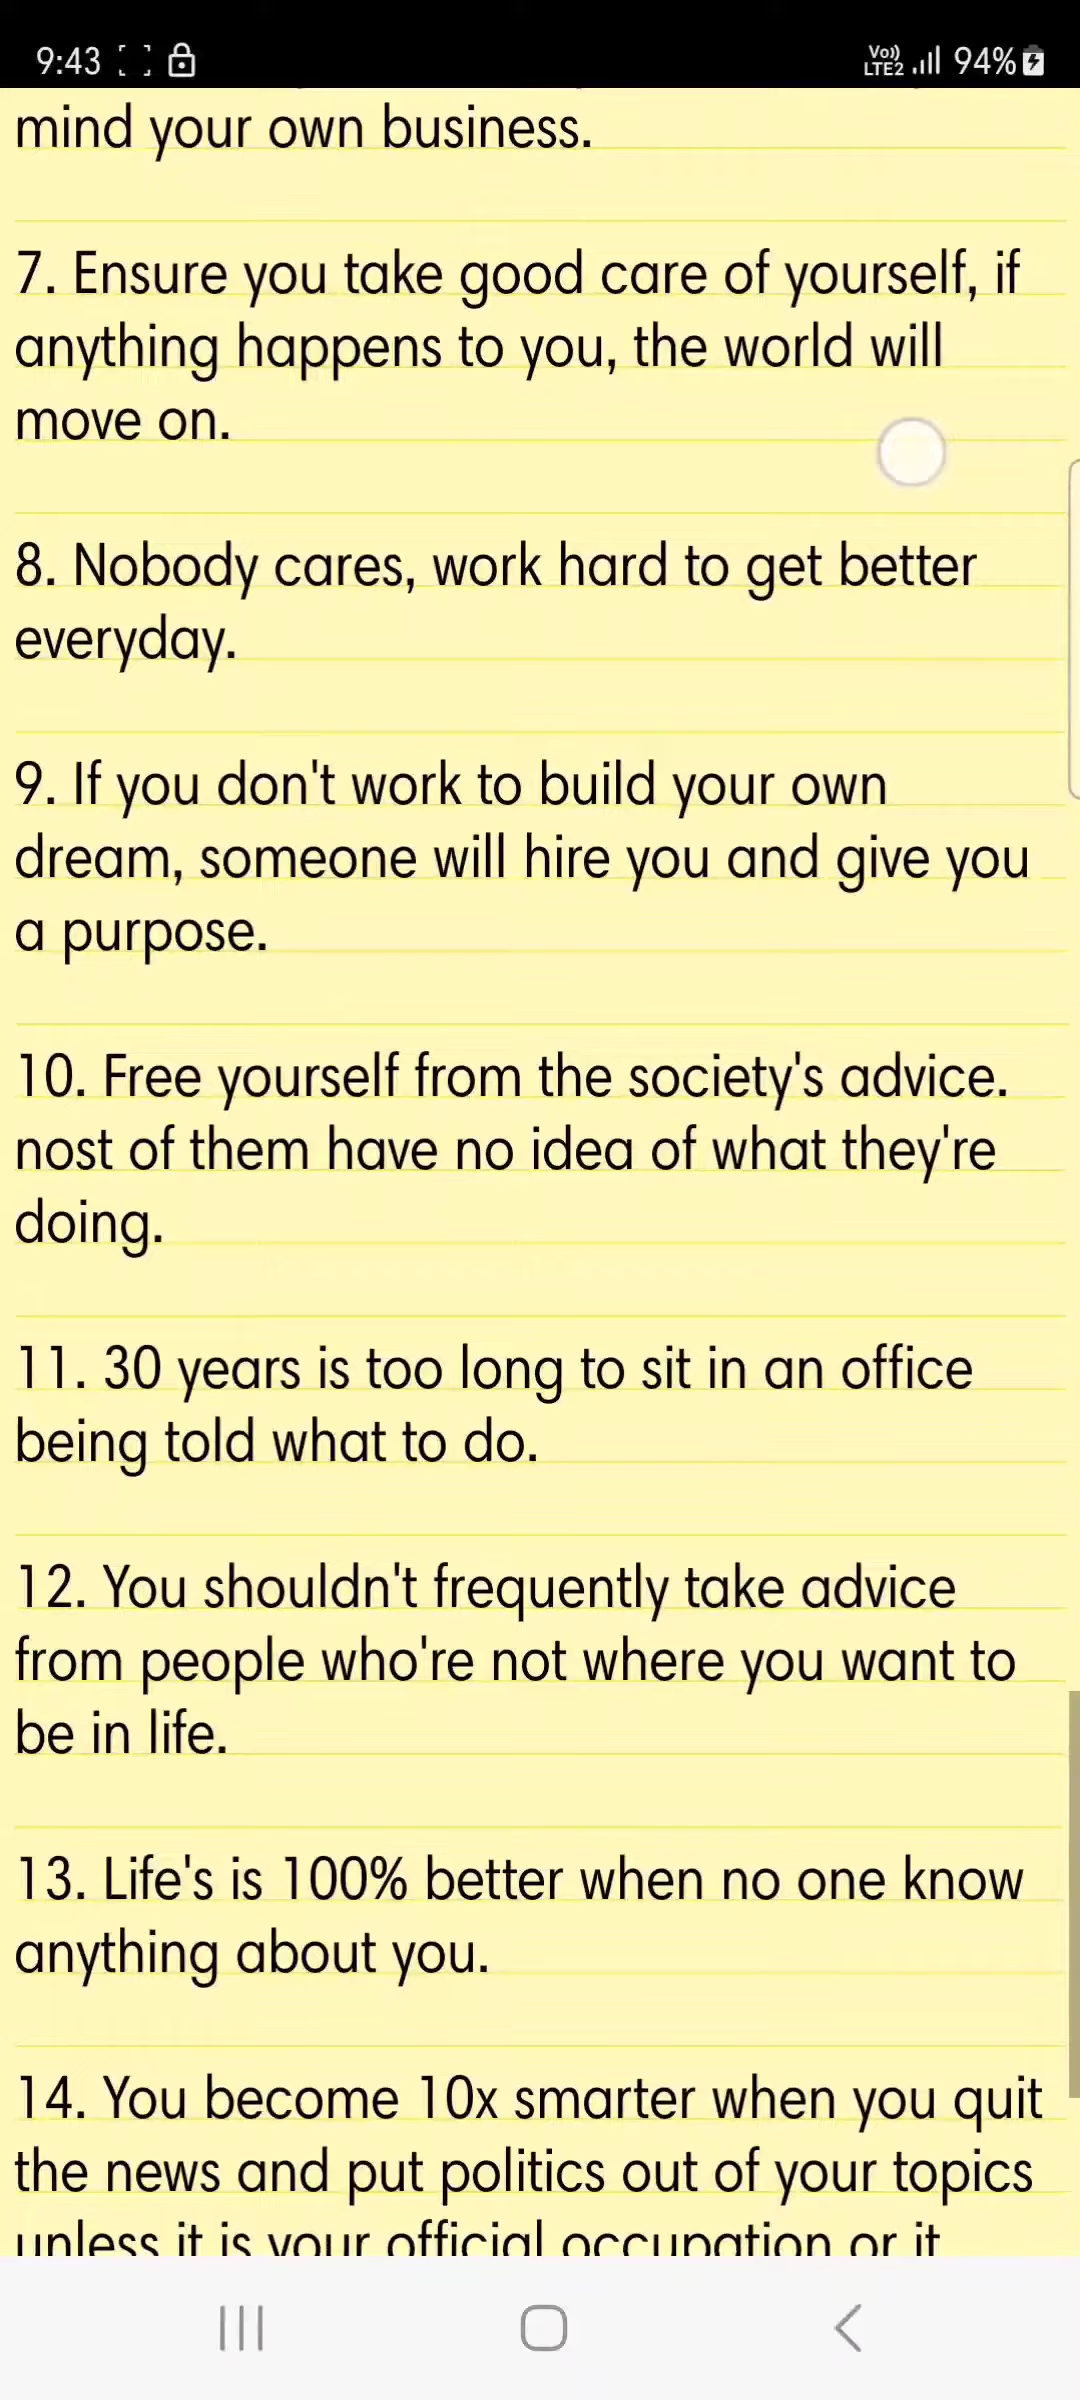 9:43
Vo)) LTE2 94%
mind your own business.
7. Ensure you take good care of yourself, if
anything happens to you, the world will
move on.
8. Nobody cares, work hard to get better
everyday.
9. If you don't work to build your own
dream, someone will hire you and give you
a purpose.
10. Free yourself from the society's advice.
nost of them have no idea of what they're
doing.
11. 30 years is too long to sit in an office
being told what to do.
12. You shouldn't frequently take advice
from people who're not where you want to
be in life.
13. Life's is 100% better when no one know
anything about you.
14. You become 10x smarter when you quit
the news and put politics out of your topics
unless it is your official occupation or it